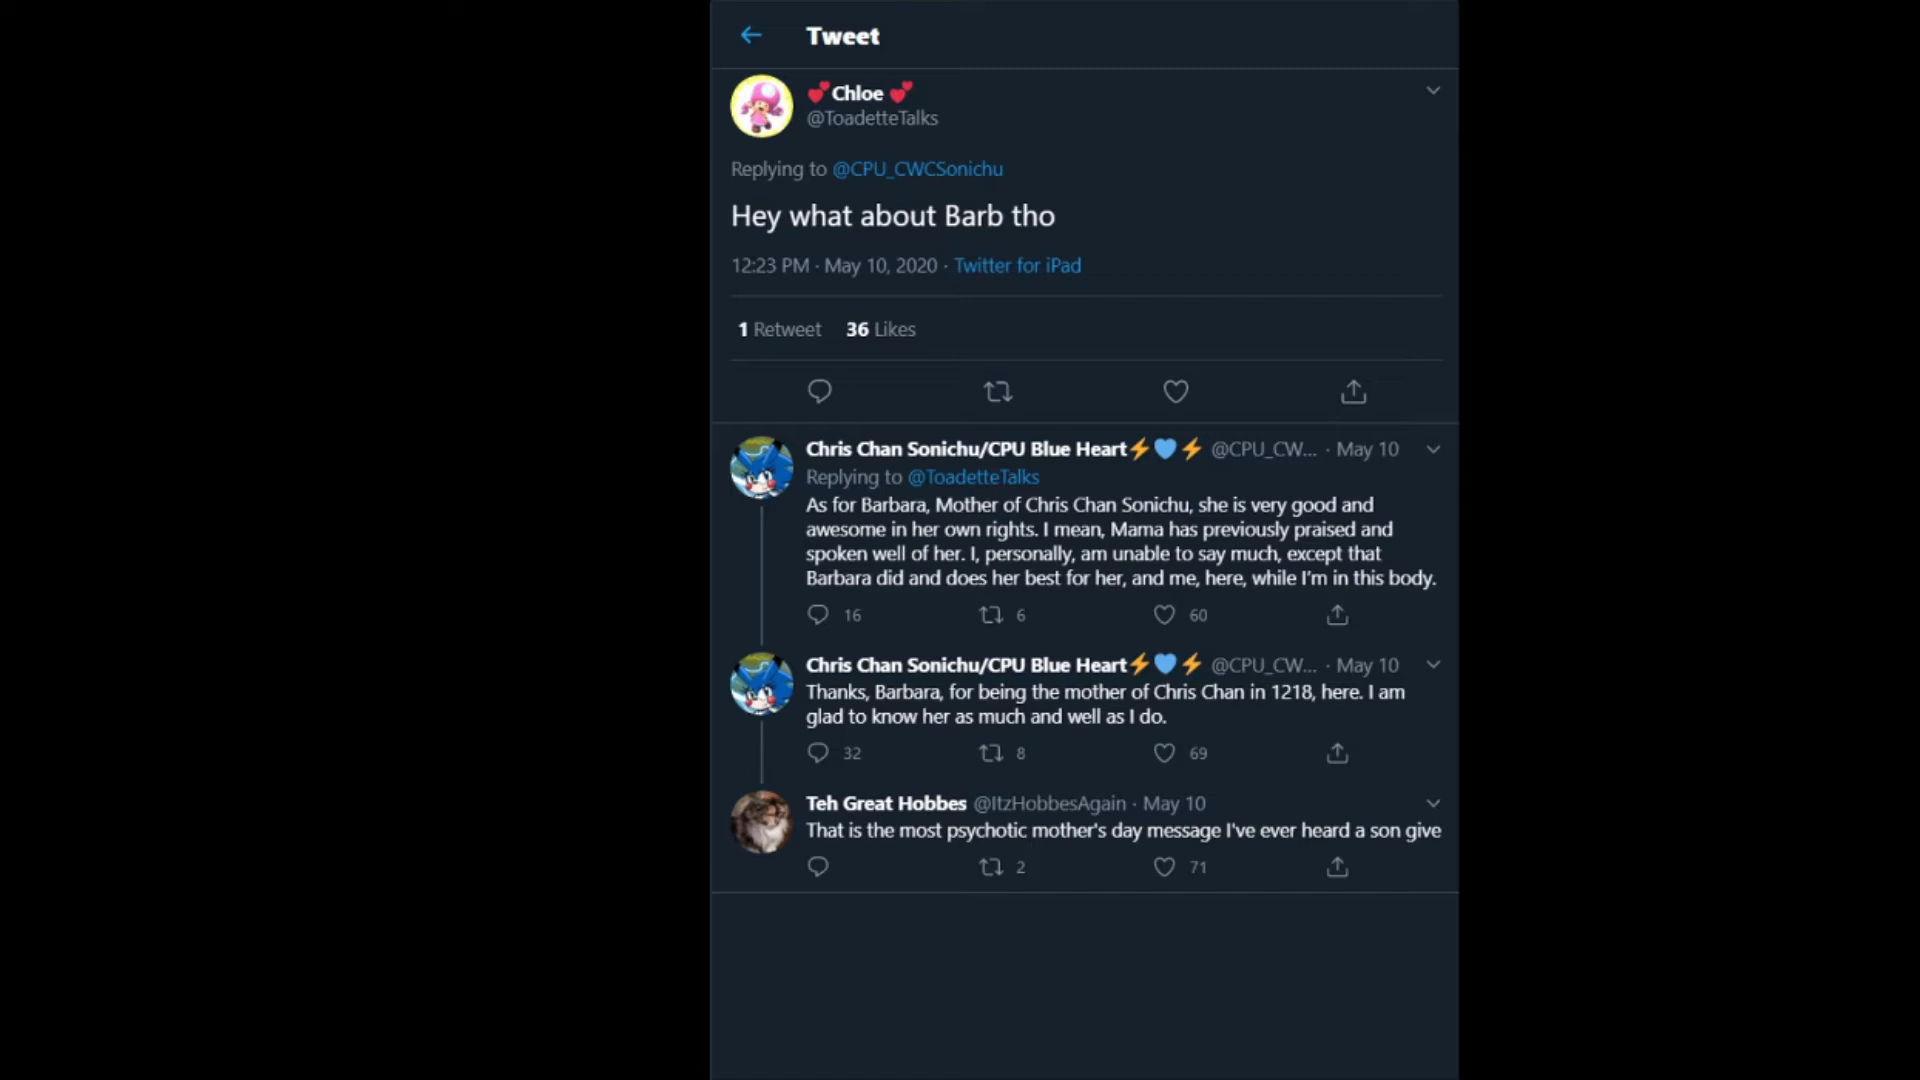 Tweet
💕Chloe 💕
@ToadetteTalks
Replying to @CPU_CWCSonichu
Hey what about Barb tho
12:23 PM · May 10, 2020 · Twitter for iPad
1 Retweet 36 Likes
Chris Chan Sonichu/CPU Blue Heart⚡💙⚡ @CPU_CW... · May 10
Replying to @ToadetteTalks
As for Barbara, Mother of Chris Chan Sonichu, she is very good and
awesome in her own rights. I mean, Mama has previously praised and
spoken well of her. I, personally, am unable to say much, except that
Barbara did and does her best for her, and me, here, while I'm in this body.
16 6 60
Chris Chan Sonichu/CPU Blue Heart⚡💙⚡ @CPU_CW... · May 10
Thanks, Barbara, for being the mother of Chris Chan in 1218, here. I am
glad to know her as much and well as I do.
32 8 69
Teh Great Hobbes @ItzHobbesAgain · May 10
That is the most psychotic mother's day message I've ever heard a son give
2 71